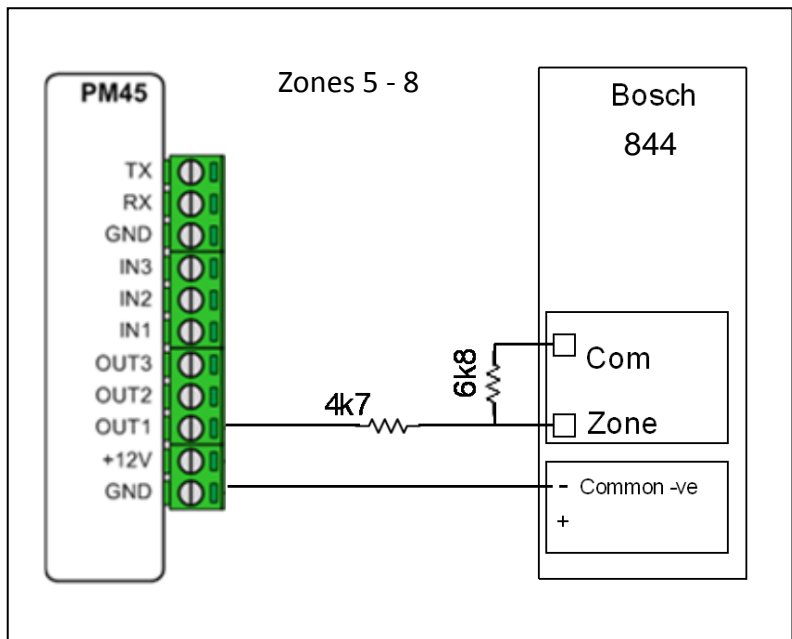 PM45
Zones 5 - 8
Bosch
844
TX
RX
GND
IN3
IN2
IN1
OUT3
OUT2
OUT1
+12V
GND
4k7
6k8
Com
Zone
- Common -ve
+